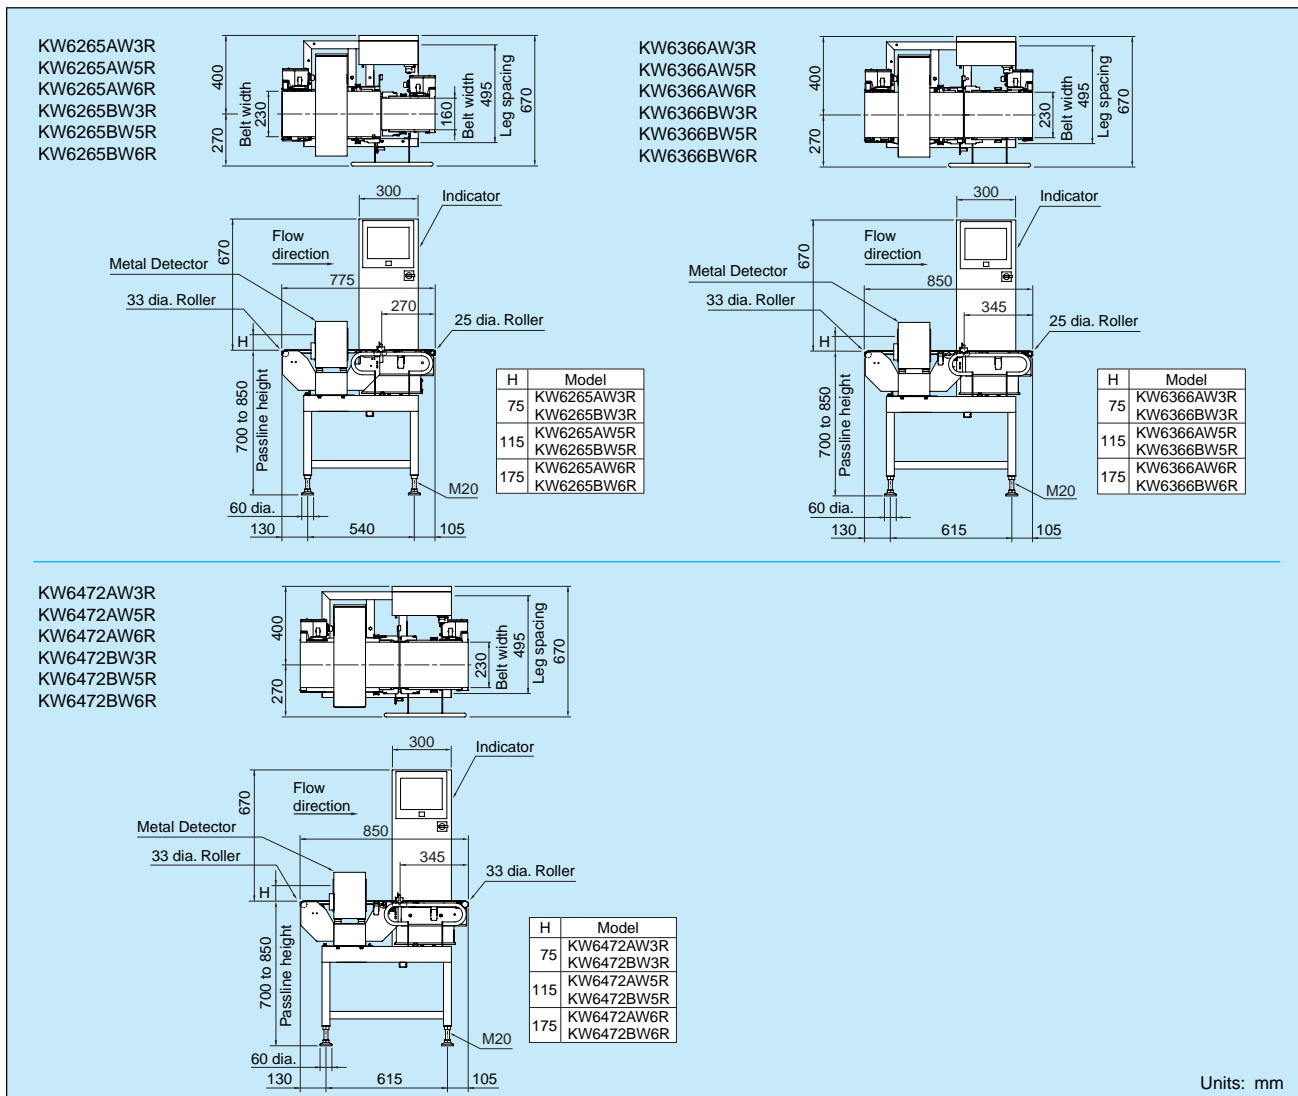 KW6265AW3R
KW6265AW5R
KW6265AW6R
KW6265BW3R
KW6265BW5R
KW6265BW6R
400
270
Belt width
230
160
Belt width
495
Leg spacing
670
300
Indicator
670
Flow
direction
Metal Detector
775
33 dia. Roller
270
25 dia. Roller
H
700 to 850
Passline height
M20
60 dia.
130
540
105
H Model
75 KW6265AW3R
KW6265BW3R
115 KW6265AW5R
KW6265BW5R
175 KW6265AW6R
KW6265BW6R
KW6366AW3R
KW6366AW5R
KW6366AW6R
KW6366BW3R
KW6366BW5R
KW6366BW6R
400
270
230
Belt width
495
Leg spacing
670
300
Indicator
670
Flow
direction
Metal Detector
850
33 dia. Roller
345
25 dia. Roller
H
700 to 850
Passline height
M20
60 dia.
130
615
105
H Model
75 KW6366AW3R
KW6366BW3R
115 KW6366AW5R
KW6366BW5R
175 KW6366AW6R
KW6366BW6R
KW6472AW3R
KW6472AW5R
KW6472AW6R
KW6472BW3R
KW6472BW5R
KW6472BW6R
400
270
230
Belt width
495
Leg spacing
670
300
Indicator
670
Flow
direction
Metal Detector
850
33 dia. Roller
345
33 dia. Roller
H
700 to 850
Passline height
M20
60 dia.
130
615
105
H Model
75 KW6472AW3R
KW6472BW3R
115 KW6472AW5R
KW6472BW5R
175 KW6472AW6R
KW6472BW6R
Units: mm